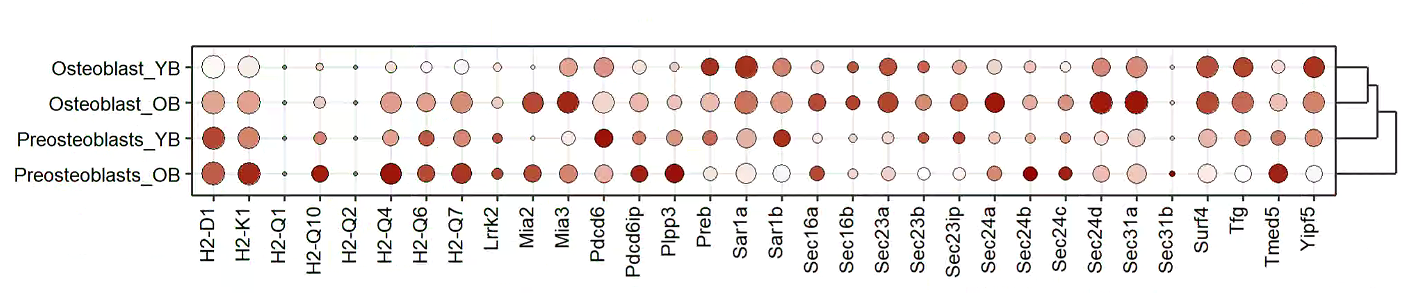 Osteoblast_YB
Osteoblast_OB
Preosteoblasts_YB
Preosteoblasts_OB
H2-D1 H2-K1 H2-Q1 H2-Q10 H2-Q2 H2-Q4 H2-Q6 H2-Q7 Lrrk2 Mia2 Mia3 Pdcd6 Pdcd6ip Plpp3 Preb Sar1a Sar1b Sec16a Sec16b Sec23a Sec23b Sec23ip Sec24a Sec24b Sec24c Sec24d Sec31a Sec31b Surf4 Tfg Tmed5 Yipf5